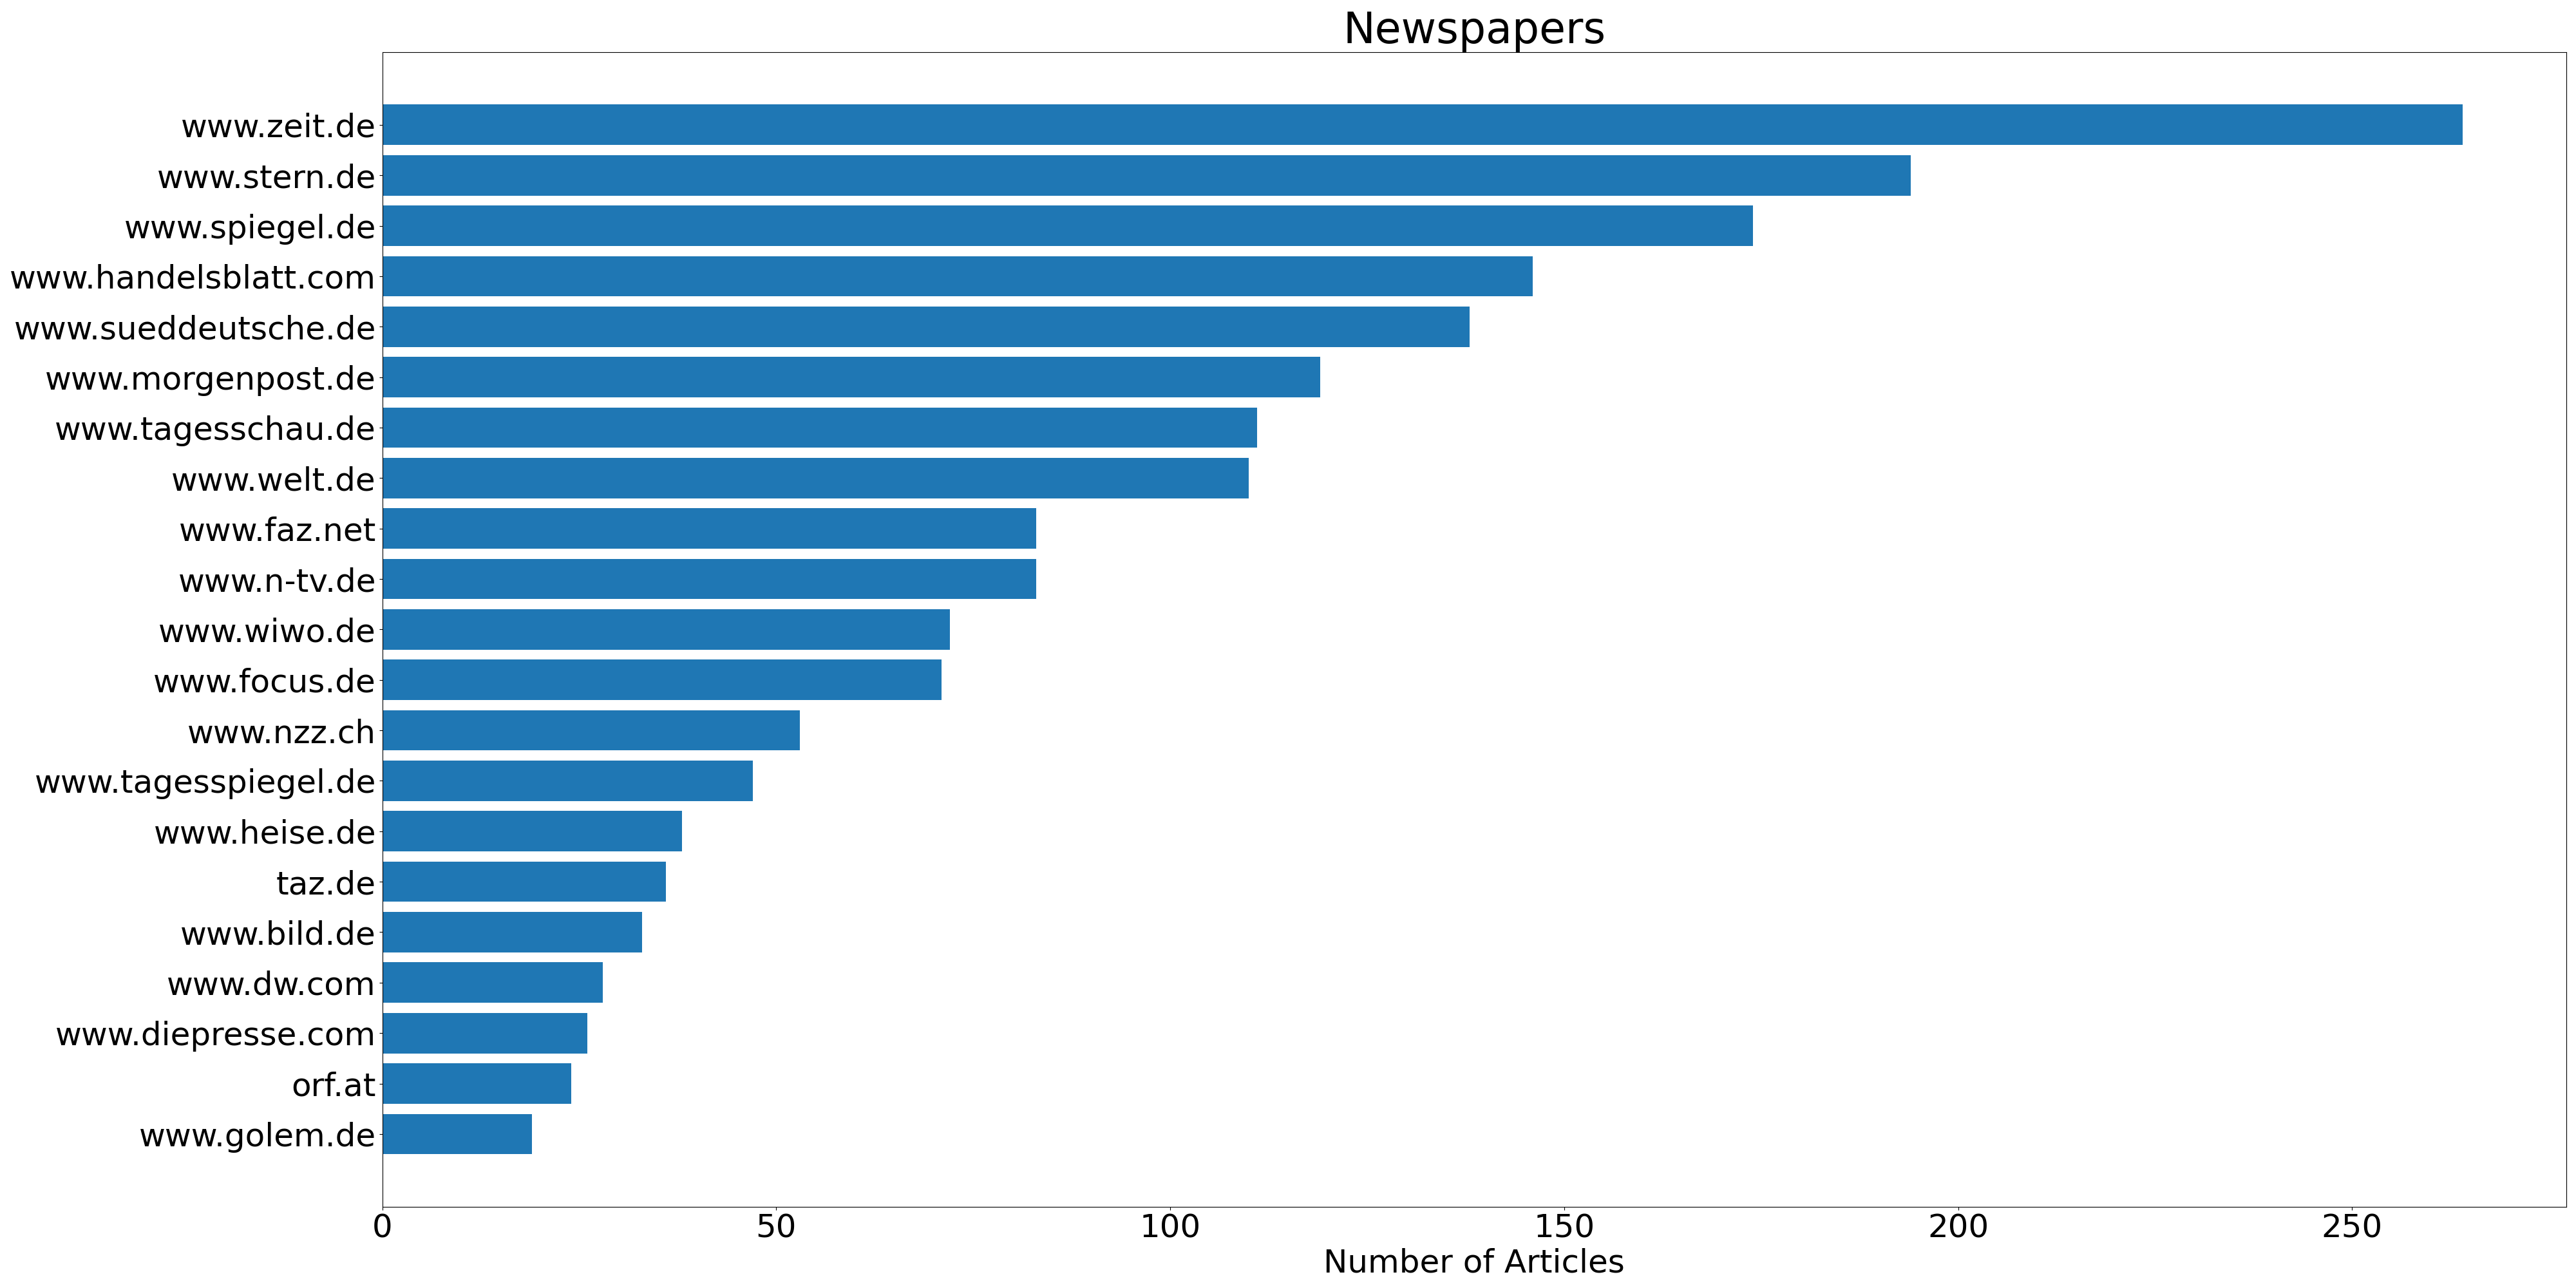 Newspapers
www.zeit.de
www.stern.de
www.spiegel.de
www.handelsblatt.com
www.sueddeutsche.de
www.morgenpost.de
www.tagesschau.de
www.welt.de
www.faz.net
www.n-tv.de
www.wiwo.de
www.focus.de
www.nzz.ch
www.tagesspiegel.de
www.heise.de
taz.de
www.bild.de
www.dw.com
www.diepresse.com
orf.at
www.golem.de
0 50 100 150 200 250
Number of Articles